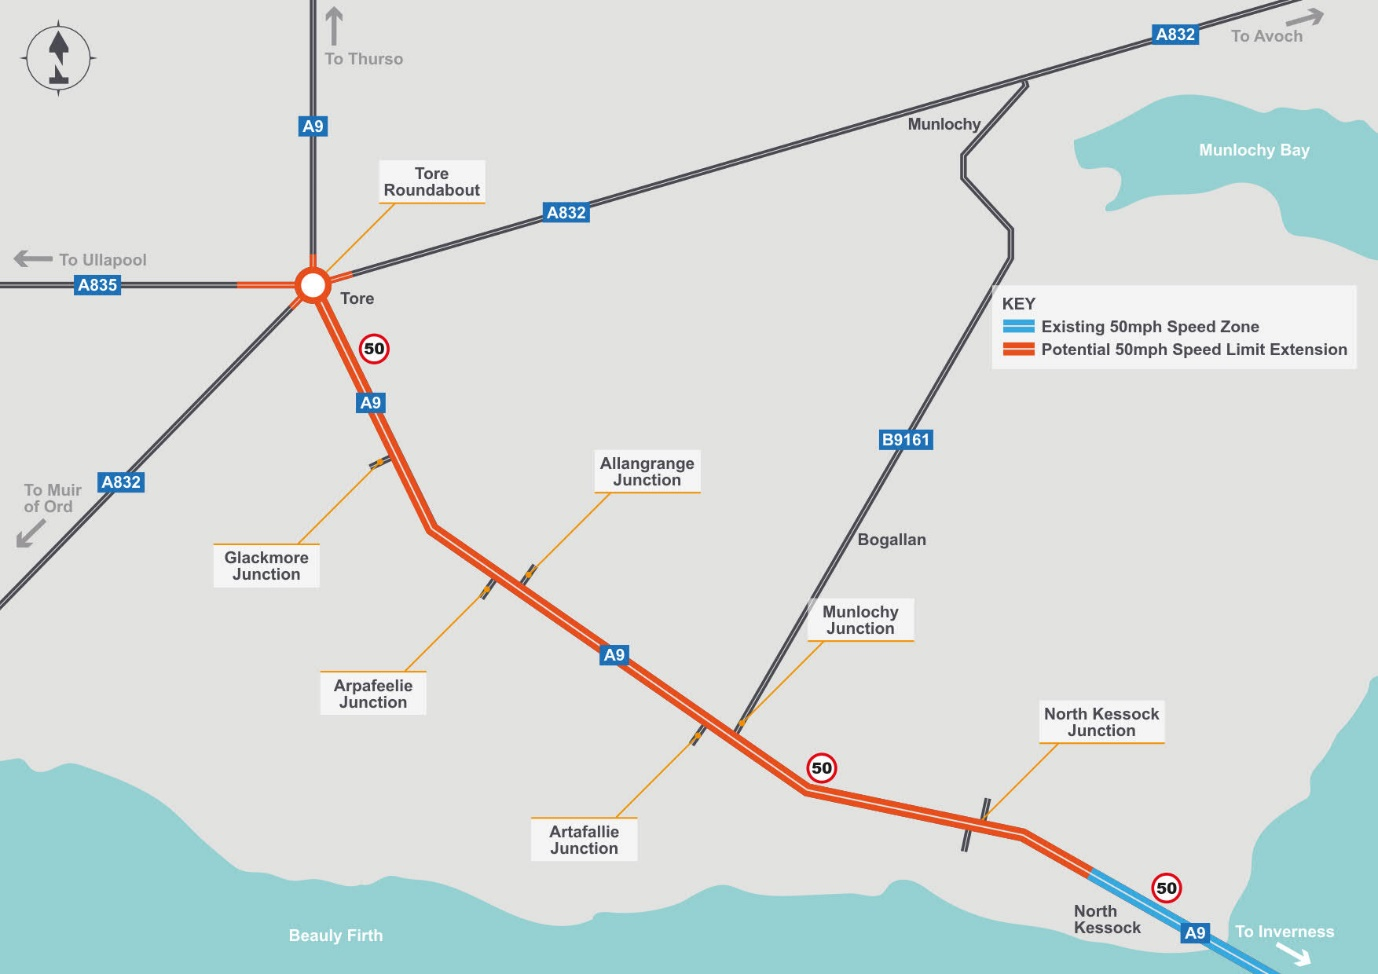 A832
To Avoch
To Thurso
A9
Munlochy
Munlochy Bay
Tore
Roundabout
A832
To Ullapool
A835
Tore
KEY
Existing 50mph Speed Zone
Potential 50mph Speed Limit Extension
50
A9
B9161
Allangrange
Junction
A832
To Muir
of Ord
Bogallan
Glackmore
Junction
Munlochy
Junction
A9
Arpafeelie
Junction
North Kessock
Junction
50
Artafallie
Junction
50
North
Kessock
A9
To Inverness
Beauly Firth